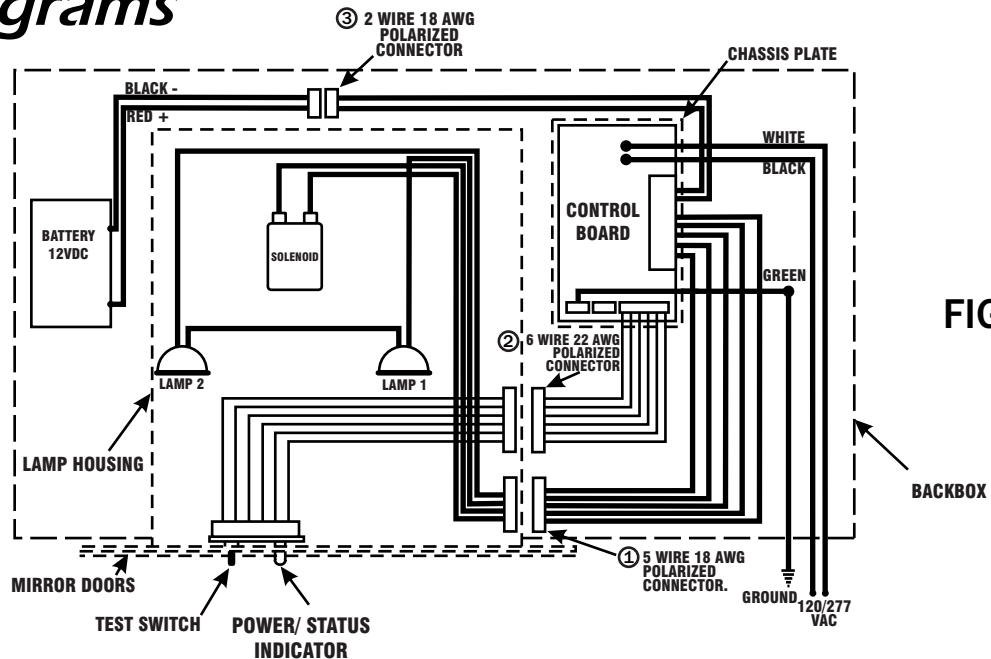 grams
③ 2 WIRE 18 AWG
POLARIZED
CONNECTOR
CHASSIS PLATE
BLACK -
RED +
WHITE
BLACK
BATTERY
12VDC
SOLENOID
CONTROL
BOARD
GREEN
FIG
② 6 WIRE 22 AWG
POLARIZED
CONNECTOR
LAMP 2
LAMP 1
LAMP HOUSING
BACKBOX
① 5 WIRE 18 AWG
POLARIZED
CONNECTOR.
MIRROR DOORS
GROUND
120/277
VAC
TEST SWITCH
POWER/ STATUS
INDICATOR